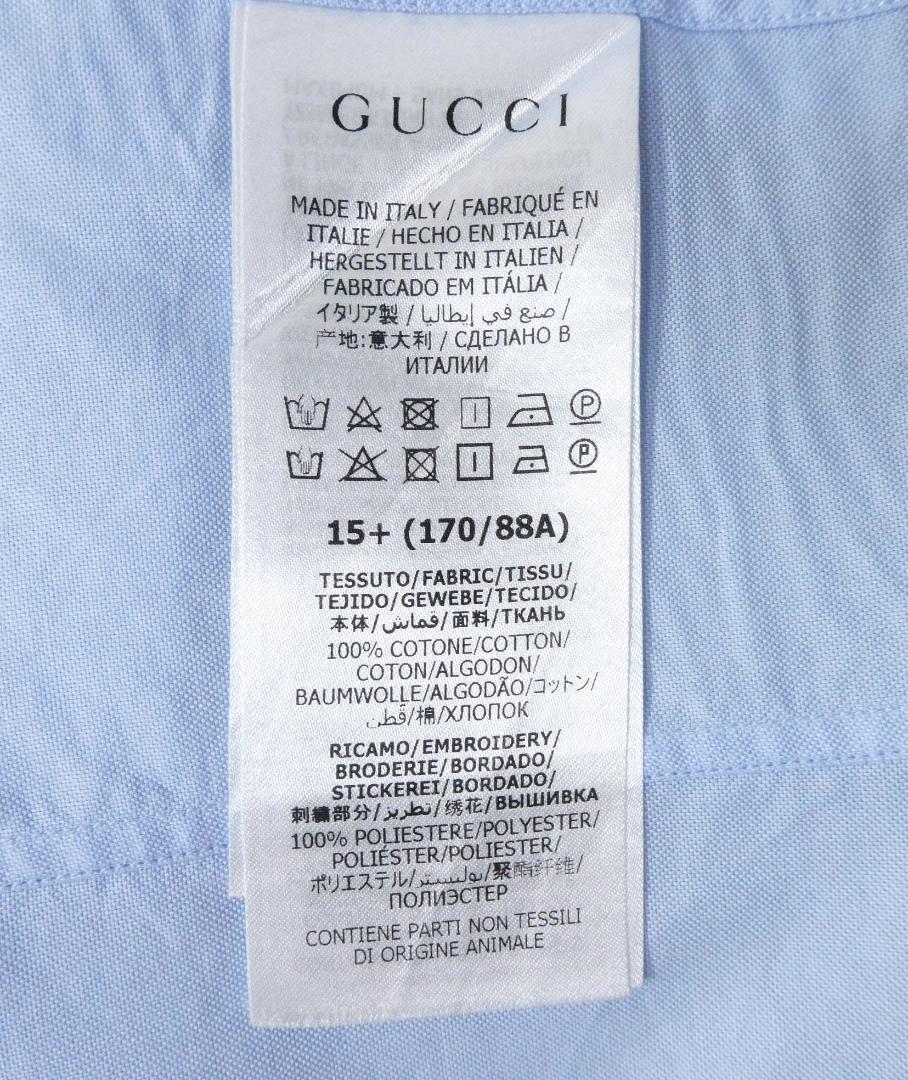 GUCCI
MADE IN ITALY / FABRIQUÉ EN
ITALIE / HECHO EN ITALIA /
HERGESTELLT IN ITALIEN /
FABRICADO EM ITÁLIA /
イタリア製 / صنع في إيطاليا /
产地:意大利 / СДЕЛАНО В
ИТАЛИИ
15+ (170/88A)
TESSUTO/FABRIC/TISSU/
TEJIDO/GEWEBE/TECIDO/
本体/قماش/面料/ТКАНЬ
100% COTONE/COTTON/
COTON/ALGODON/
BAUMWOLLE/ALGODÃO/コットン/
قطن/棉/ХЛОПОК
RICAMO/EMBROIDERY/
BRODERIE/BORDADO/
STICKEREI/BORDADO/
刺繍部分/تطريز/绣花/ВЫШИВКА
100% POLIESTERE/POLYESTER/
POLIÉSTER/POLIESTER/
ポリエステル/بوليستر/聚酯纤维/
ПОЛИЭСТЕР
CONTIENE PARTI NON TESSILI
DI ORIGINE ANIMALE